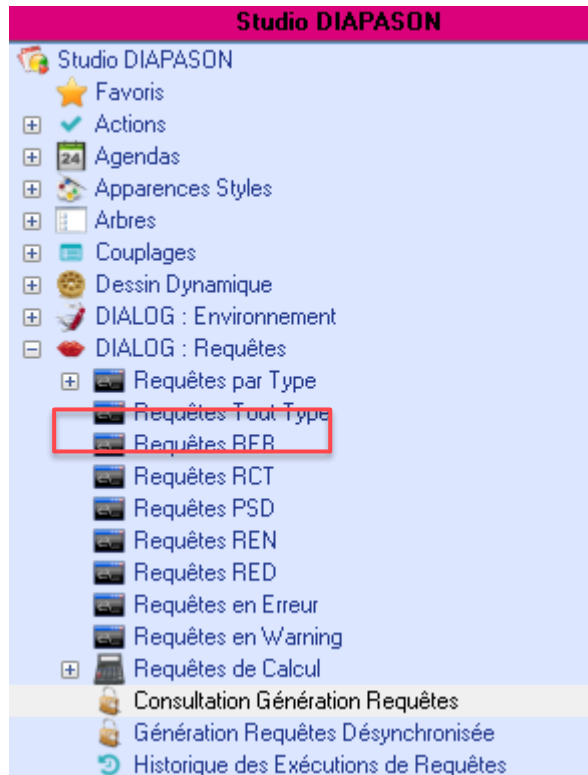 Studio DIAPASON
Studio DIAPASON
Favoris
Actions
24 Agendas
Apparences Styles
Arbres
Couplages
Dessin Dynamique
DIALOG : Environnement
DIALOG : Requêtes
Requêtes par Type
Requêtes Tout Type
Requêtes RFR
Requêtes RCT
Requêtes PSD
Requêtes REN
Requêtes RED
Requêtes en Erreur
Requêtes en Warning
Requêtes de Calcul
Consultation Génération Requêtes
Génération Requêtes Désynchronisée
Historique des Exécutions de Requêtes